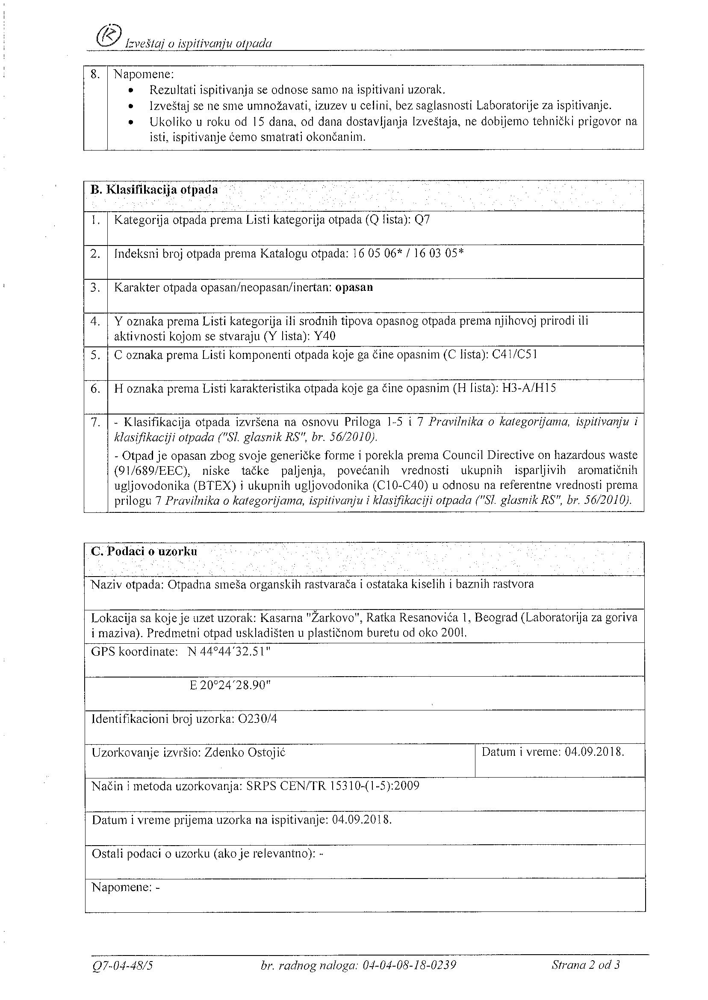 Izveštaj o ispitivanju otpada
8. Napomene:
• Rezultati ispitivanja se odnose samo na ispitivani uzorak.
• Izveštaj se ne sme umnožavati, izuzev u celini, bez saglasnosti Laboratorije za ispitivanje.
• Ukoliko u roku od 15 dana, od dana dostavljanja Izveštaja, ne dobijemo tehnički prigovor na
isti, ispitivanje ćemo smatrati okončanim.
B. Klasifikacija otpada
1. Kategorija otpada prema Listi kategorija otpada (Q lista): Q7
2. Indeksni broj otpada prema Katalogu otpada: 16 05 06* / 16 03 05*
3. Karakter otpada opasan/neopasan/inertan: opasan
4. Y oznaka prema Listi kategorija ili srodnih tipova opasnog otpada prema njihovoj prirodi ili
aktivnosti kojom se stvaraju (Y lista): Y40
5. C oznaka prema Listi komponenti otpada koje ga čine opasnim (C lista): C41/C51
6. H oznaka prema Listi karakteristika otpada koje ga čine opasnim (H lista): H3-A/H15
7. - Klasifikacija otpada izvršena na osnovu Priloga 1-5 i 7 Pravilnika o kategorijama, ispitivanju i
klasifikaciji otpada ("Sl. glasnik RS", br. 56/2010).
- Otpad je opasan zbog svoje generičke forme i porekla prema Council Directive on hazardous waste
(91/689/EEC), niske tačke paljenja, povećanih vrednosti ukupnih isparljivih aromatičnih
ugljovodonika (BTEX) i ukupnih ugljovodonika (C10-C40) u odnosu na referentne vrednosti prema
prilogu 7 Pravilnika o kategorijama, ispitivanju i klasifikaciji otpada ("Sl. glasnik RS", br. 56/2010).
C. Podaci o uzorku
Naziv otpada: Otpadna smeša organskih rastvarača i ostataka kiselih i baznih rastvora
Lokacija sa koje je uzet uzorak: Kasarna "Žarkovo", Ratka Resanovića 1, Beograd (Laboratorija za goriva
i maziva). Predmetni otpad uskladišten u plastičnom buretu od oko 200l.
GPS koordinate: N 44°44´32.51"
E 20°24´28.90"
Identifikacioni broj uzorka: O230/4
Uzorkovanje izvršio: Zdenko Ostojić Datum i vreme: 04.09.2018.
Način i metoda uzorkovanja: SRPS CEN/TR 15310-(1-5):2009
Datum i vreme prijema uzorka na ispitivanje: 04.09.2018.
Ostali podaci o uzorku (ako je relevantno): -
Napomene: -
Q7-04-48/5 br. radnog naloga: 04-04-08-18-0239 Strana 2 od 3